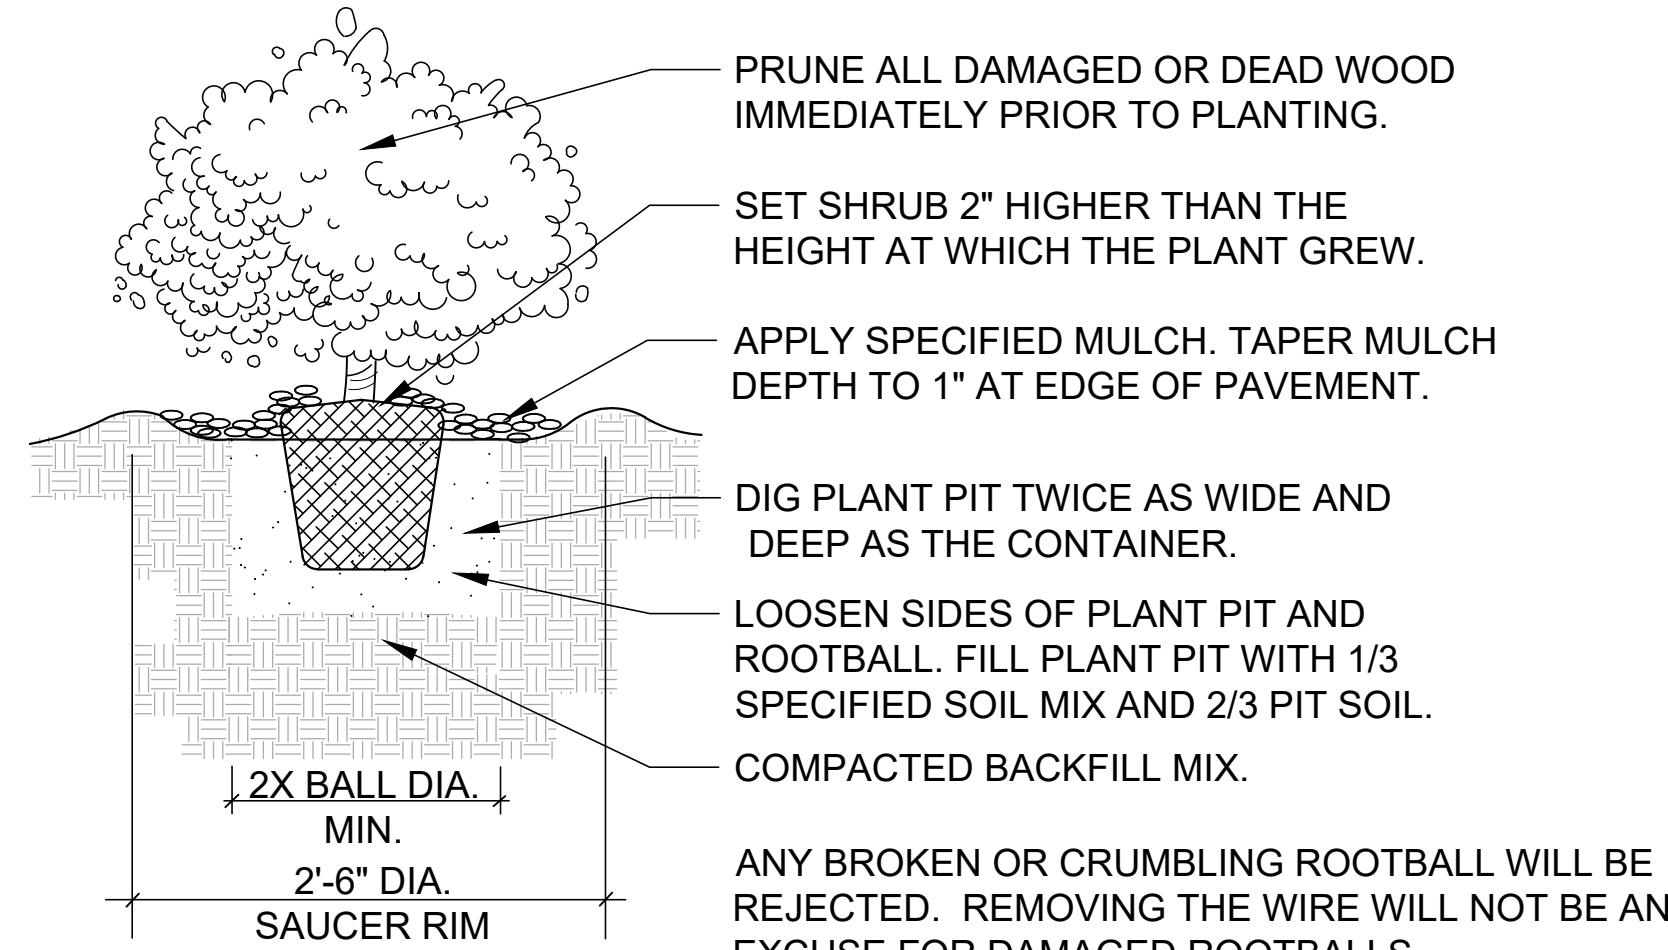 PRUNE ALL DAMAGED OR DEAD WOOD
IMMEDIATELY PRIOR TO PLANTING.
SET SHRUB 2" HIGHER THAN THE
HEIGHT AT WHICH THE PLANT GREW.
APPLY SPECIFIED MULCH. TAPER MULCH
DEPTH TO 1" AT EDGE OF PAVEMENT.
DIG PLANT PIT TWICE AS WIDE AND
DEEP AS THE CONTAINER.
LOOSEN SIDES OF PLANT PIT AND
ROOTBALL. FILL PLANT PIT WITH 1/3
SPECIFIED SOIL MIX AND 2/3 PIT SOIL.
COMPACTED BACKFILL MIX.
2X BALL DIA.
MIN.
2'-6" DIA.
SAUCER RIM
ANY BROKEN OR CRUMBLING ROOTBALL WILL BE
REJECTED. REMOVING THE WIRE WILL NOT BE AN
EXCUSE FOR DAMAGED ROOTBALLS